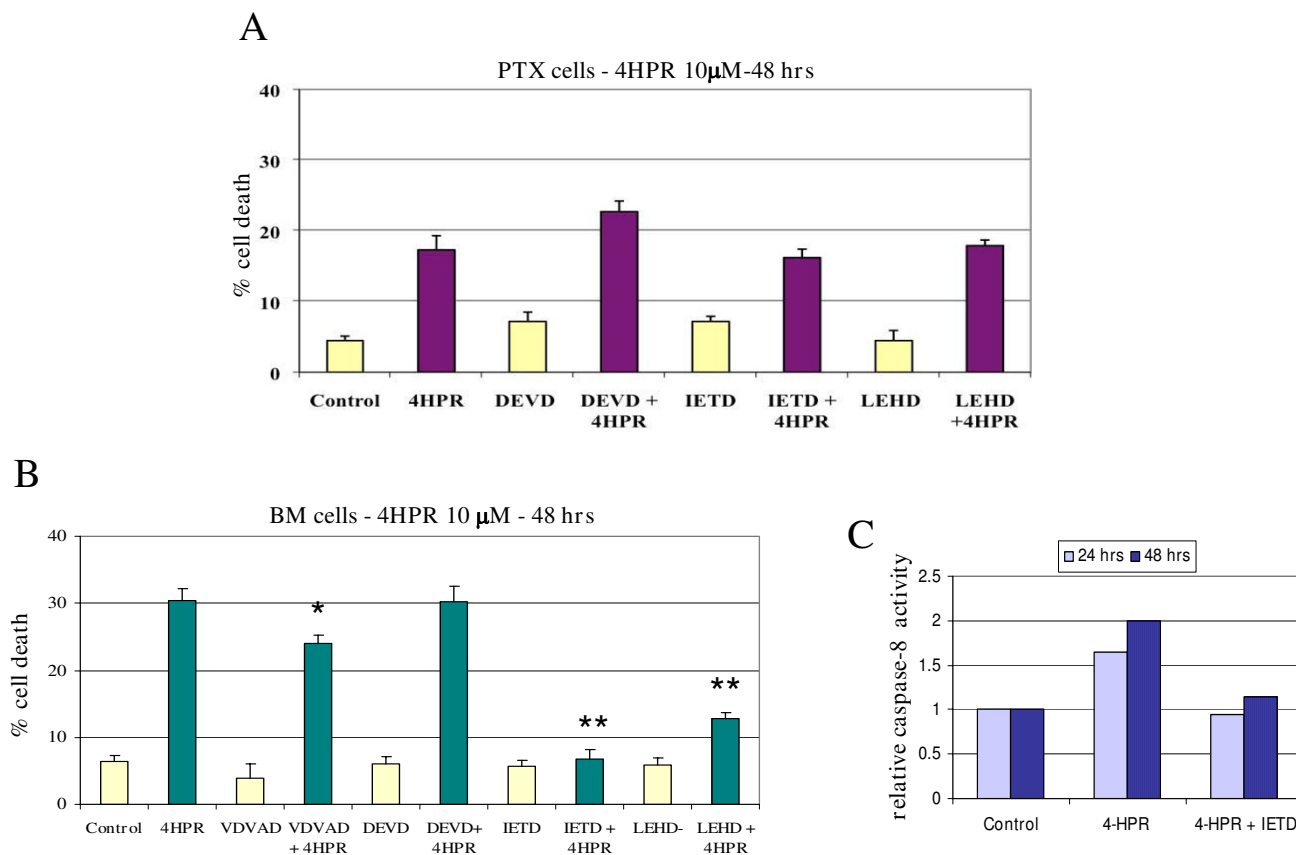 A
PTX cells - 4HPR 10μM-48 hrs
40
30
20
10
0
% cell death
Control 4HPR DEVD DEVD + IETD IETD + LEHD LEHD
4HPR 4HPR +4HPR
B
BM cells - 4HPR 10 μM - 48 hrs
40
30
20
10
0
% cell death
*
**
**
Control 4HPR VDVAD VDVAD DEVD DEVD+ IETD IETD + LEHD- LEHD +
+ 4HPR 4HPR 4HPR 4HPR
C
24 hrs 48 hrs
2.5
2
1.5
1
0.5
0
relative caspase-8 activity
Control 4-HPR 4-HPR + IETD